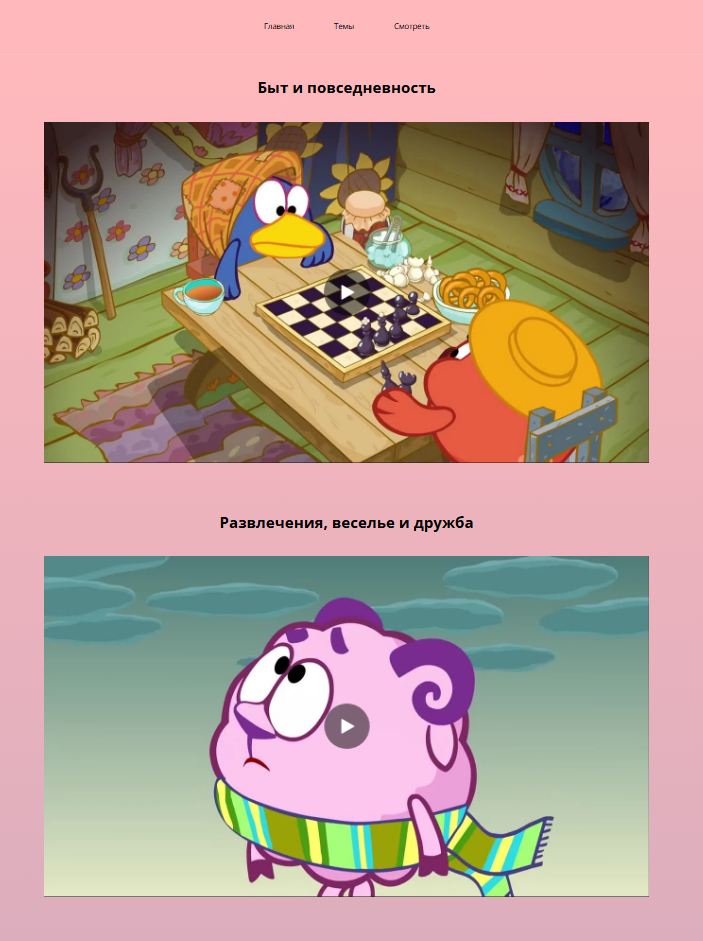 Главная
Темы
Смотреть
Быт и повседневность
Развлечения, веселье и дружба